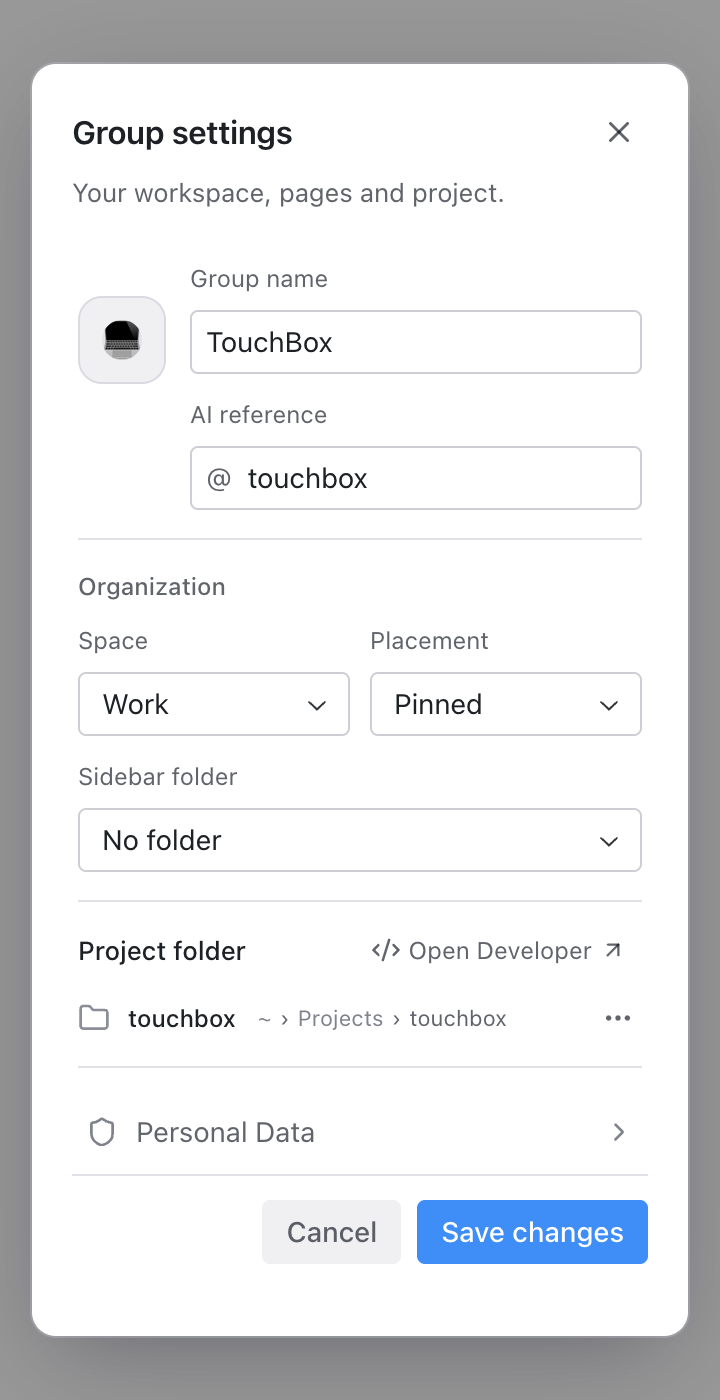 Group settings
Your workspace, pages and project.
Group name
TouchBox
AI reference
@ touchbox
Organization
Space
Placement
Work
Pinned
Sidebar folder
No folder
Project folder
</> Open Developer
touchbox ~ › Projects › touchbox
Personal Data
Cancel
Save changes